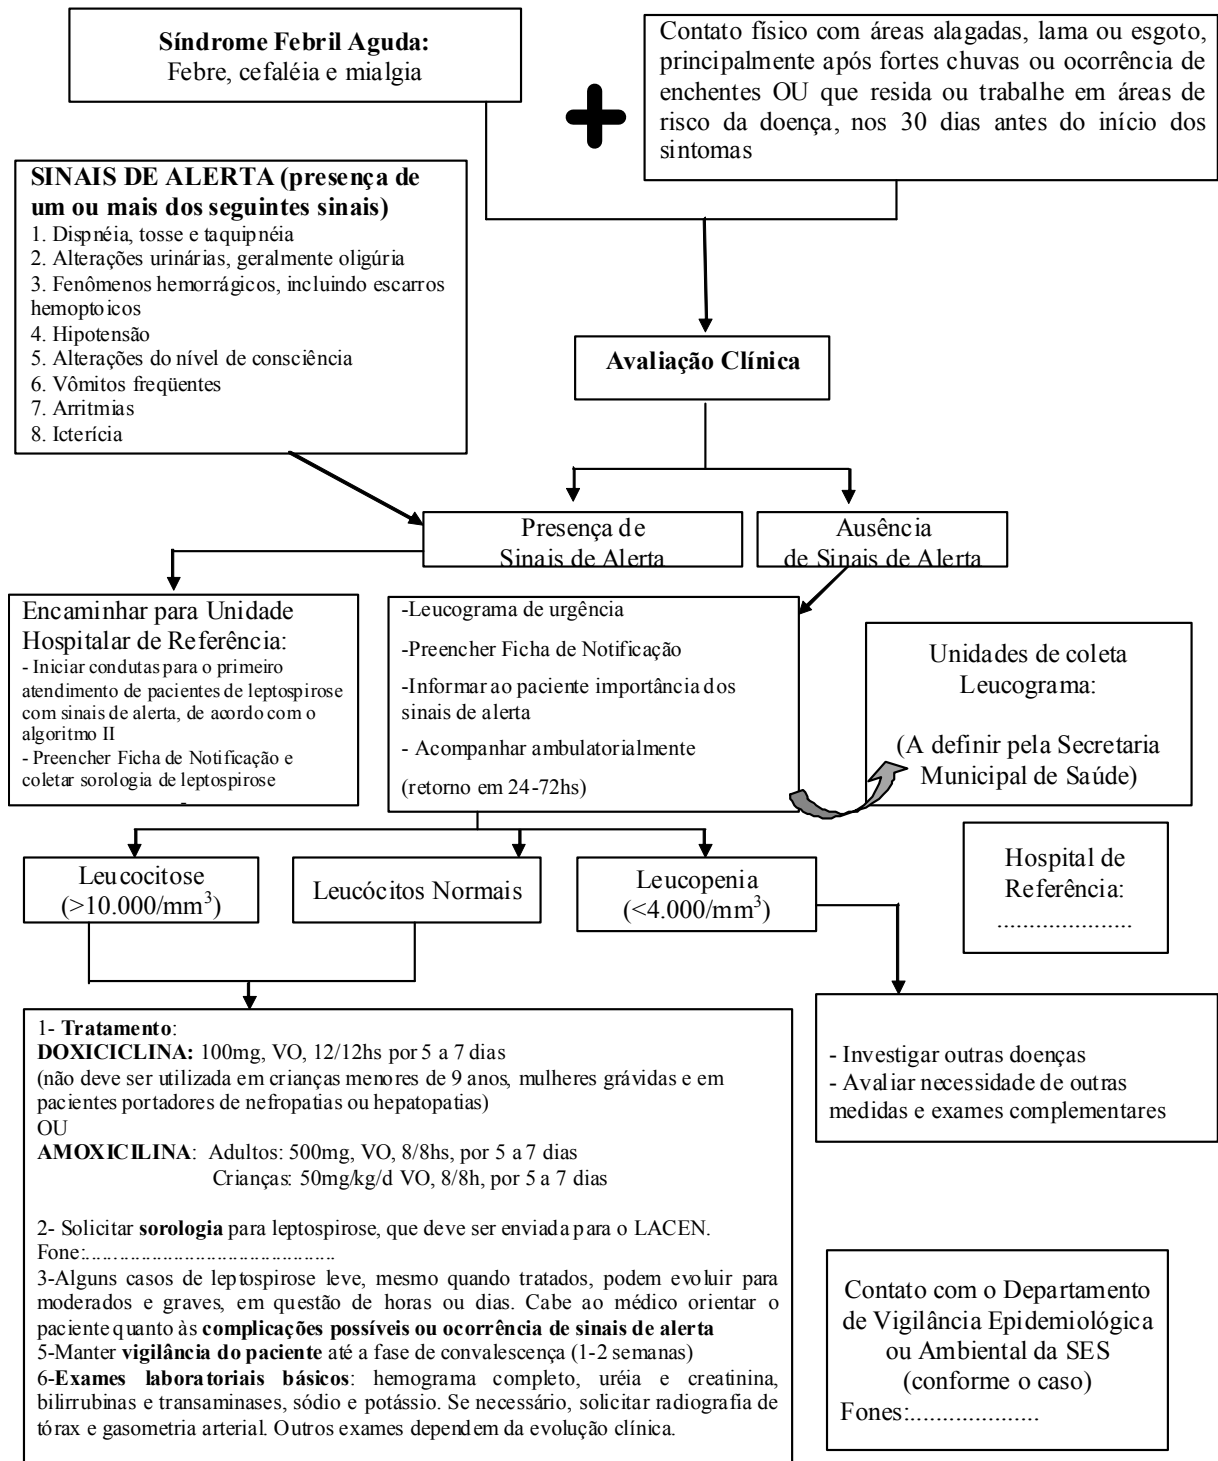 Síndrome Febril Aguda:
Febre, cefaléia e mialgia
Contato físico com áreas alagadas, lama ou esgoto,
principalmente após fortes chuvas ou ocorrência de
enchentes OU que resida ou trabalhe em áreas de
risco da doença, nos 30 dias antes do início dos
sintomas
SINAIS DE ALERTA (presença de
um ou mais dos seguintes sinais)
1. Dispnéia, tosse e taquipnéia
2. Alterações urinárias, geralmente oligúria
3. Fenômenos hemorrágicos, incluindo escarros
hemoptoicos
4. Hipotensão
5. Alterações do nível de consciência
6. Vômitos freqüentes
7. Arritmias
8. Icterícia
Avaliação Clínica
Presença de
Sinais de Alerta
Ausência
de Sinais de Alerta
Encaminhar para Unidade
Hospitalar de Referência:
- Iniciar condutas para o primeiro
atendimento de pacientes de leptospirose
com sinais de alerta, de acordo com o
algoritmo II
- Preencher Ficha de Notificação e
coletar sorologia de leptospirose
-
-Leucograma de urgência
-Preencher Ficha de Notificação
-Informar ao paciente importância dos
sinais de alerta
- Acompanhar ambulatorialmente
(retorno em 24-72hs)
Unidades de coleta
Leucograma:
(A definir pela Secretaria
Municipal de Saúde)
Leucocitose
(>10.000/mm³)
Leucócitos Normais
Leucopenia
(<4.000/mm³)
Hospital de
Referência:
.....................
1- Tratamento:
DOXICICLINA: 100mg, VO, 12/12hs por 5 a 7 dias
(não deve ser utilizada em crianças menores de 9 anos, mulheres grávidas e em
pacientes portadores de nefropatias ou hepatopatias)
OU
AMOXICILINA: Adultos: 500mg, VO, 8/8hs, por 5 a 7 dias
Crianças: 50mg/kg/d VO, 8/8h, por 5 a 7 dias
2- Solicitar sorologia para leptospirose, que deve ser enviada para o LACEN.
Fone:..............................................
3-Alguns casos de leptospirose leve, mesmo quando tratados, podem evoluir para
moderados e graves, em questão de horas ou dias. Cabe ao médico orientar o
paciente quanto às complicações possíveis ou ocorrência de sinais de alerta
5-Manter vigilância do paciente até a fase de convalescença (1-2 semanas)
6-Exames laboratoriais básicos: hemograma completo, uréia e creatinina,
bilirrubinas e transaminases, sódio e potássio. Se necessário, solicitar radiografia de
tórax e gasometria arterial. Outros exames dependem da evolução clínica.
- Investigar outras doenças
- Avaliar necessidade de outras
medidas e exames complementares
Contato com o Departamento
de Vigilância Epidemiológica
ou Ambiental da SES
(conforme o caso)
Fones:....................